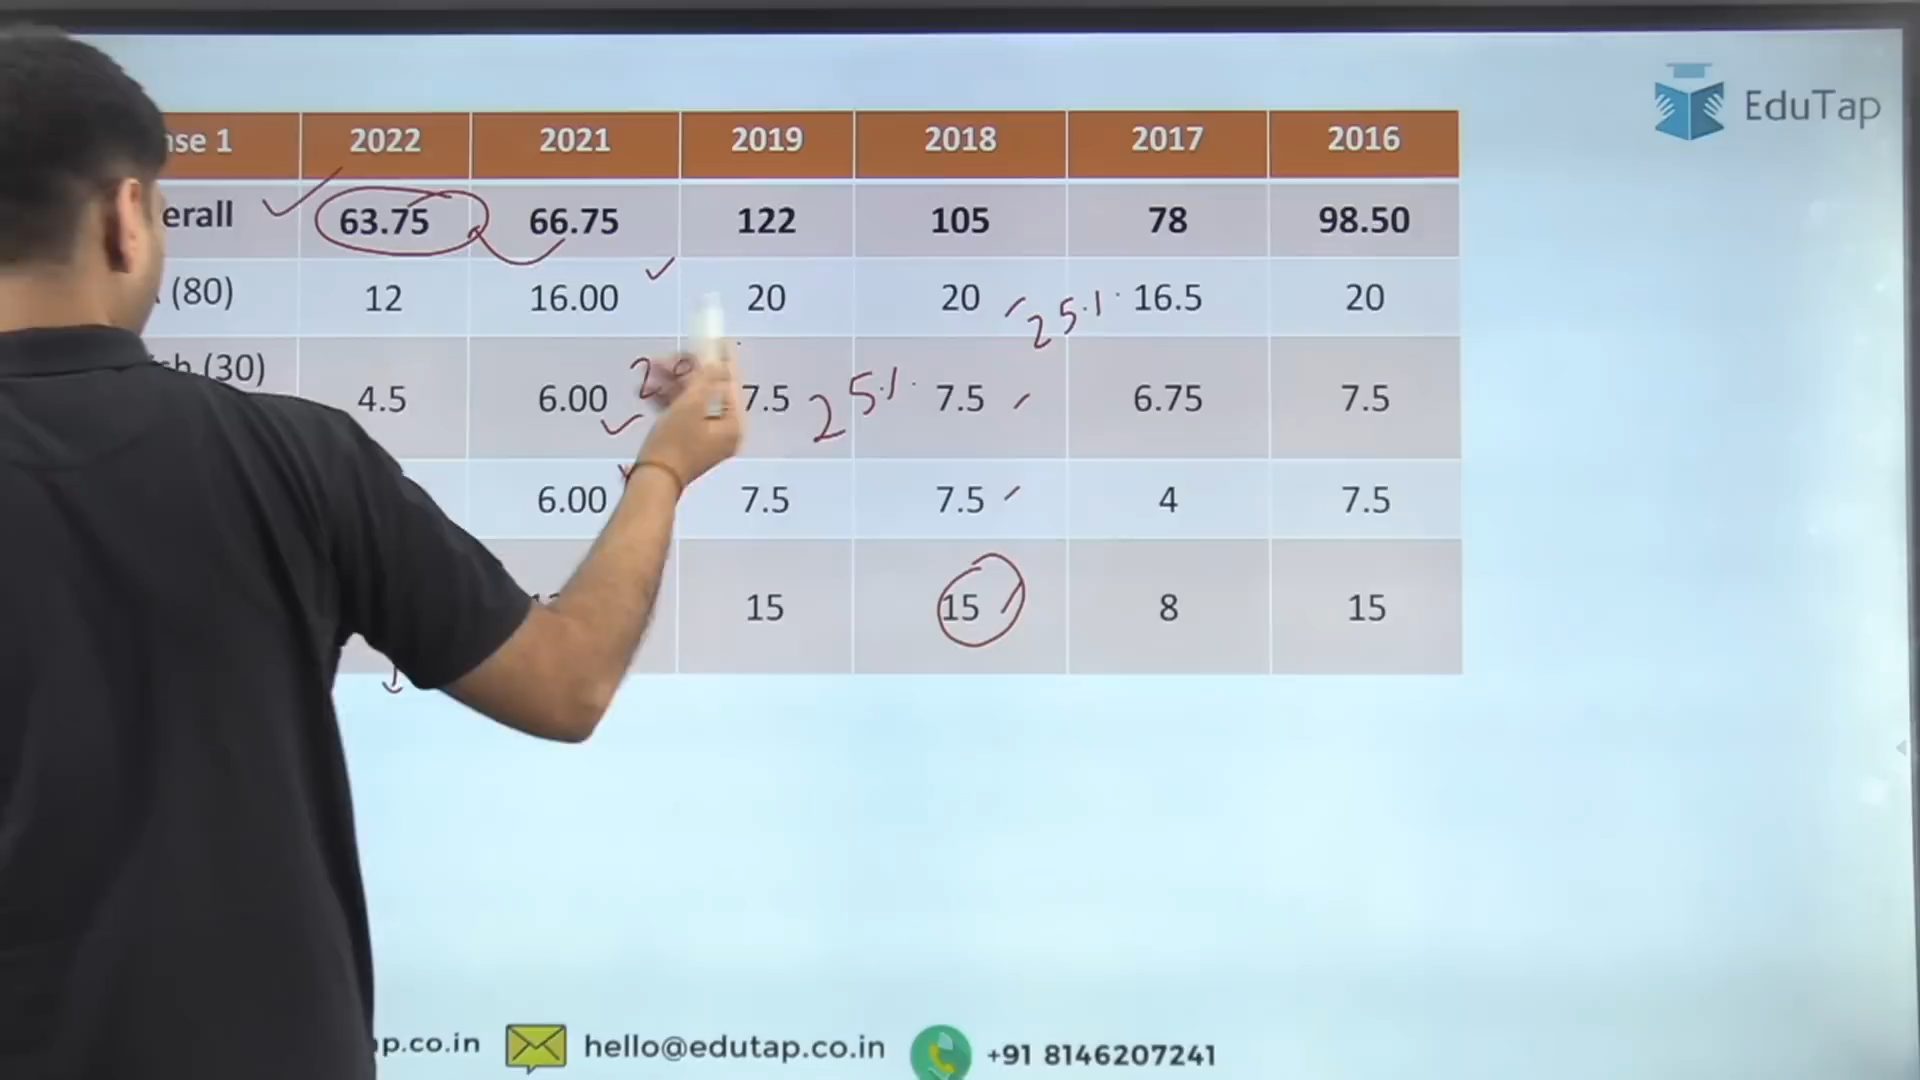 EduTap
nse 1 2022 2021 2019 2018 2017 2016
erall 63.75 66.75 122 105 78 98.50
(80) 12 16.00 20 20 25% 16.5 20
sh (30) 4.5 6.00 20 7.5 25% 7.5 6.75 7.5
6.00 7.5 7.5 4 7.5
15 15 8 15
p.co.in hello@edutap.co.in +91 8146207241